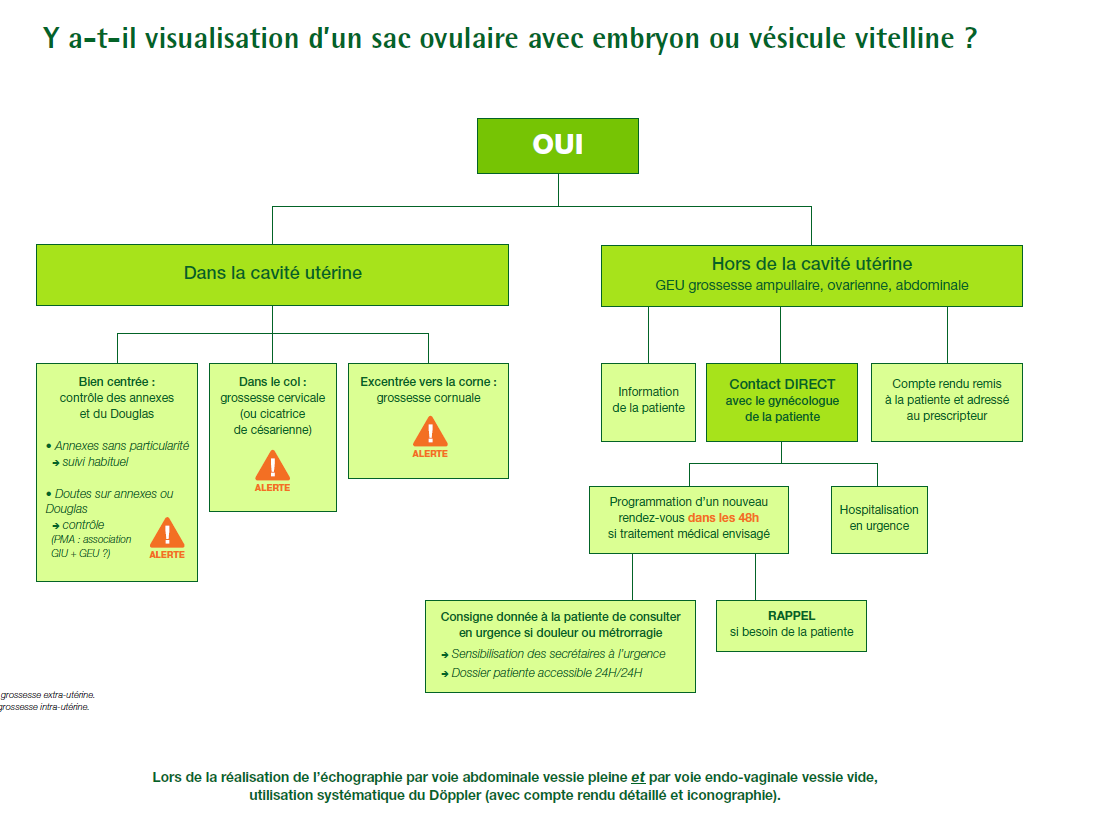 Y a-t-il visualisation d'un sac ovulaire avec embryon ou vésicule vitelline ?
OUI
Dans la cavité utérine
Hors de la cavité utérine
GEU grossesse ampullaire, ovarienne, abdominale
Bien centrée :
contrôle des annexes
et du Douglas
• Annexes sans particularité
➔ suivi habituel
• Doutes sur annexes ou
Douglas
➔ contrôle
(PMA : association
GIU + GEU ?)
ALERTE
Dans le col :
grossesse cervicale
(ou cicatrice
de césarienne)
ALERTE
Excentrée vers la corne :
grossesse cornuale
ALERTE
Information
de la patiente
Contact DIRECT
avec le gynécologue
de la patiente
Compte rendu remis
à la patiente et adressé
au prescripteur
Programmation d'un nouveau
rendez-vous dans les 48h
si traitement médical envisagé
Hospitalisation
en urgence
Consigne donnée à la patiente de consulter
en urgence si douleur ou métrorragie
➔ Sensibilisation des secrétaires à l'urgence
➔ Dossier patiente accessible 24H/24H
RAPPEL
si besoin de la patiente
grossesse extra-utérine.
grossesse intra-utérine.
Lors de la réalisation de l'échographie par voie abdominale vessie pleine et par voie endo-vaginale vessie vide,
utilisation systématique du Döppler (avec compte rendu détaillé et iconographie).